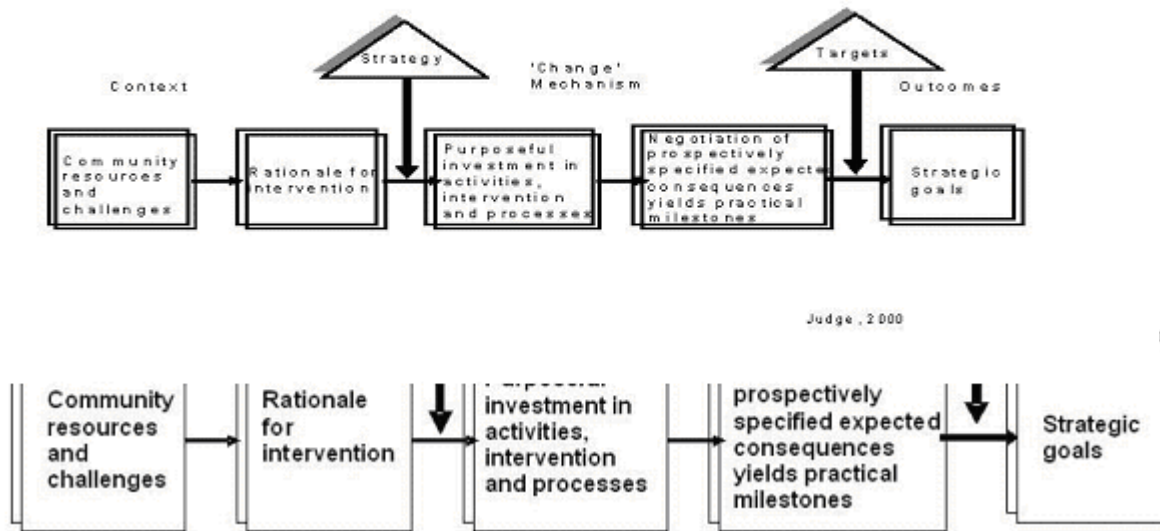 Strategy
Targets
'Change'
Mechanism
Context
Outcomes
Community
resources
and
challenges
Rationale for
intervention
Purposeful
investment in
activities,
intervention
and processes
Negotiation of
prospectively
specified expecte
consequences
yields practical
milestones
Strategic
goals
Judge, 2000
Community
resources
and
challenges
Rationale
for
intervention
Purposeful
investment in
activities,
intervention
and processes
prospectively
specified expected
consequences
yields practical
milestones
Strategic
goals